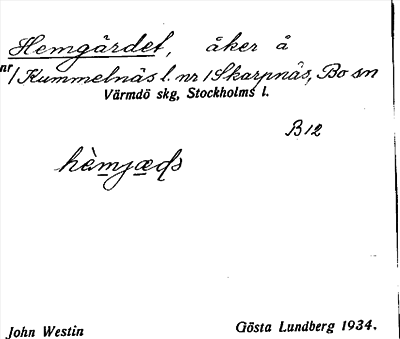 Hemgärdet, åker å
nr 1 Kummelnäs l. nr 1 Skarpnäs, Bo sn
Värmdö skg, Stockholms l.
B12
hèmjæḍs
John Westin
Gösta Lundberg 1934.